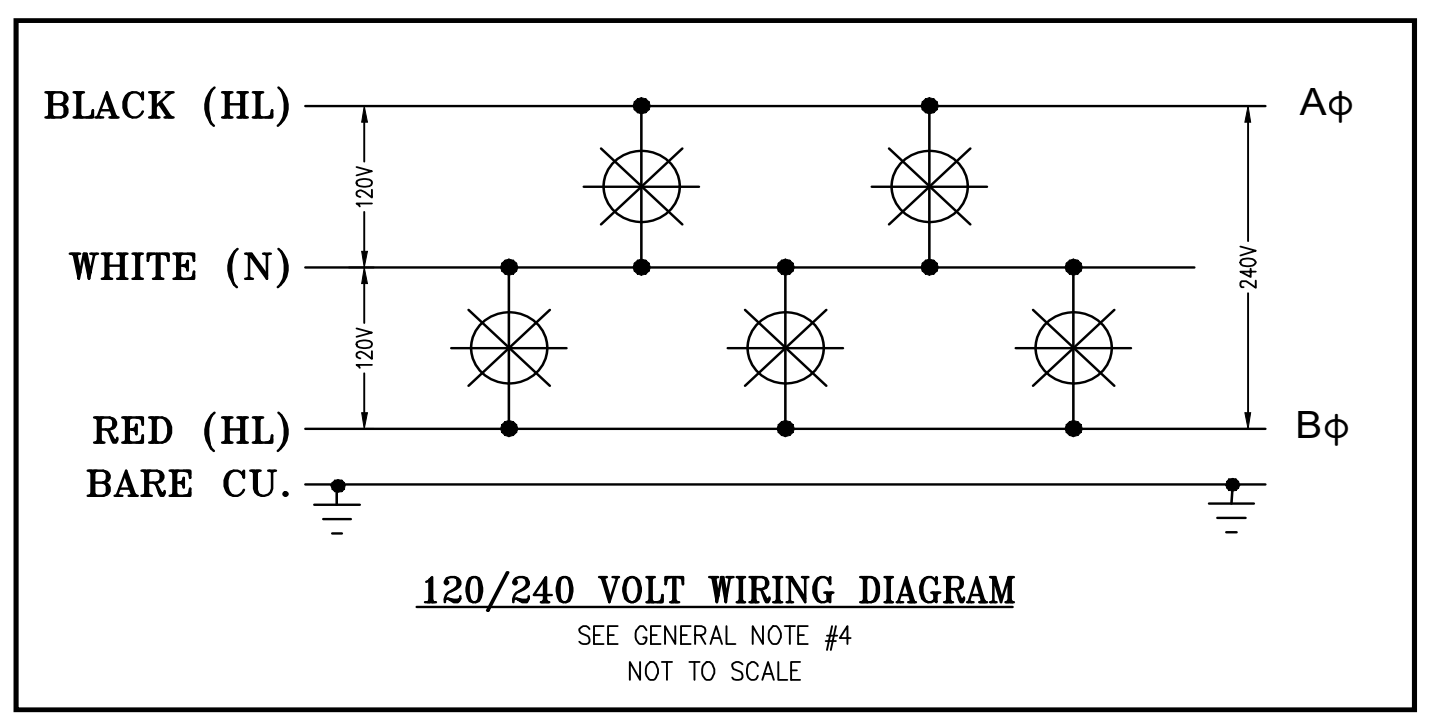 BLACK (HL)
Aϕ
120V
WHITE (N)
240V
120V
RED (HL)
Bϕ
BARE CU.
120/240 VOLT WIRING DIAGRAM
SEE GENERAL NOTE #4
NOT TO SCALE